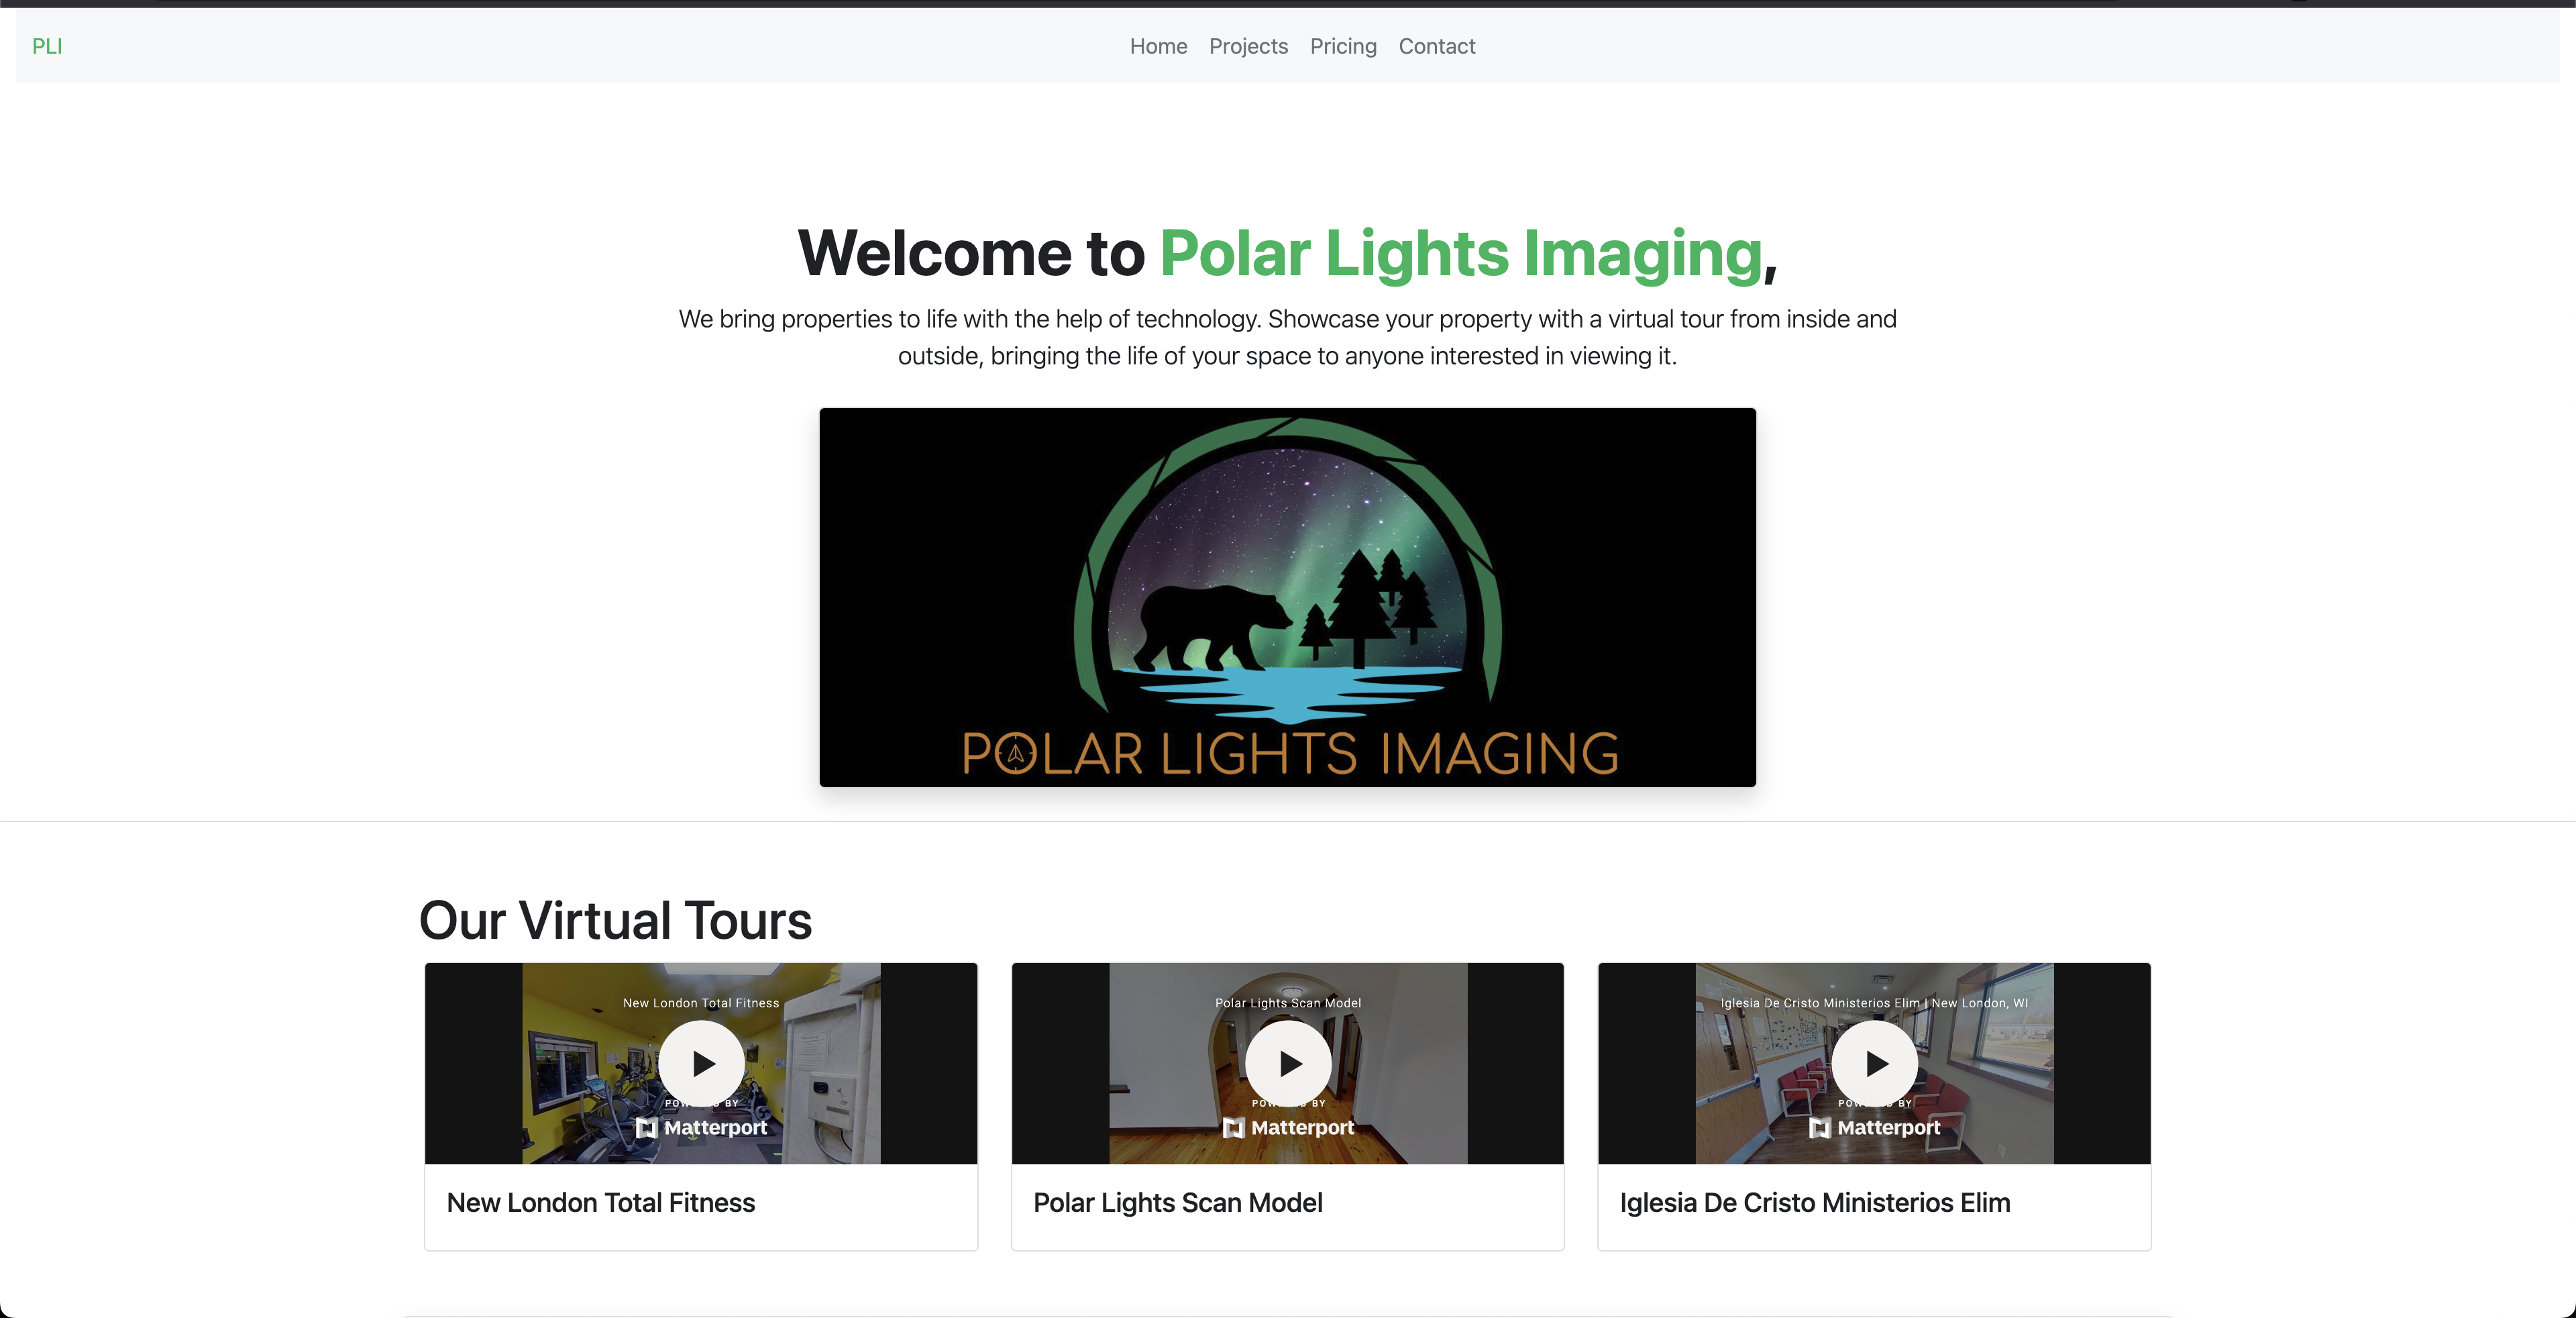 PLI
Home Projects Pricing Contact
Welcome to Polar Lights Imaging,
We bring properties to life with the help of technology. Showcase your property with a virtual tour from inside and
outside, bringing the life of your space to anyone interested in viewing it.
POLAR LIGHTS IMAGING
Our Virtual Tours
New London Total Fitness
POWERED BY
Matterport
New London Total Fitness
Polar Lights Scan Model
POWERED BY
Matterport
Polar Lights Scan Model
Iglesia De Cristo Ministerios Elim | New London, WI
POWERED BY
Matterport
Iglesia De Cristo Ministerios Elim